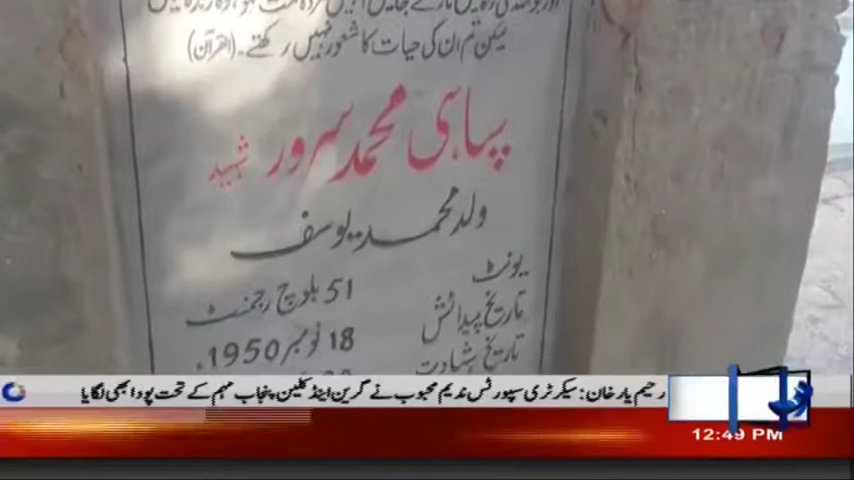 لیکن تم ان کی حیات کا شعور نہیں رکھتے۔ (القرآن)
سپاہی محمد سرور شہید
ولد محمد یوسف
یونٹ 51 بلوچ رجمنٹ
تاریخ پیدائش 18 نومبر 1950ء
تاریخ شہادت
رحیم یار خان: سیکرٹری سپورٹس ندیم محبوب نے گرین اینڈ کلین پنجاب مہم کے تحت پودا بھی لگایا
12:49 PM